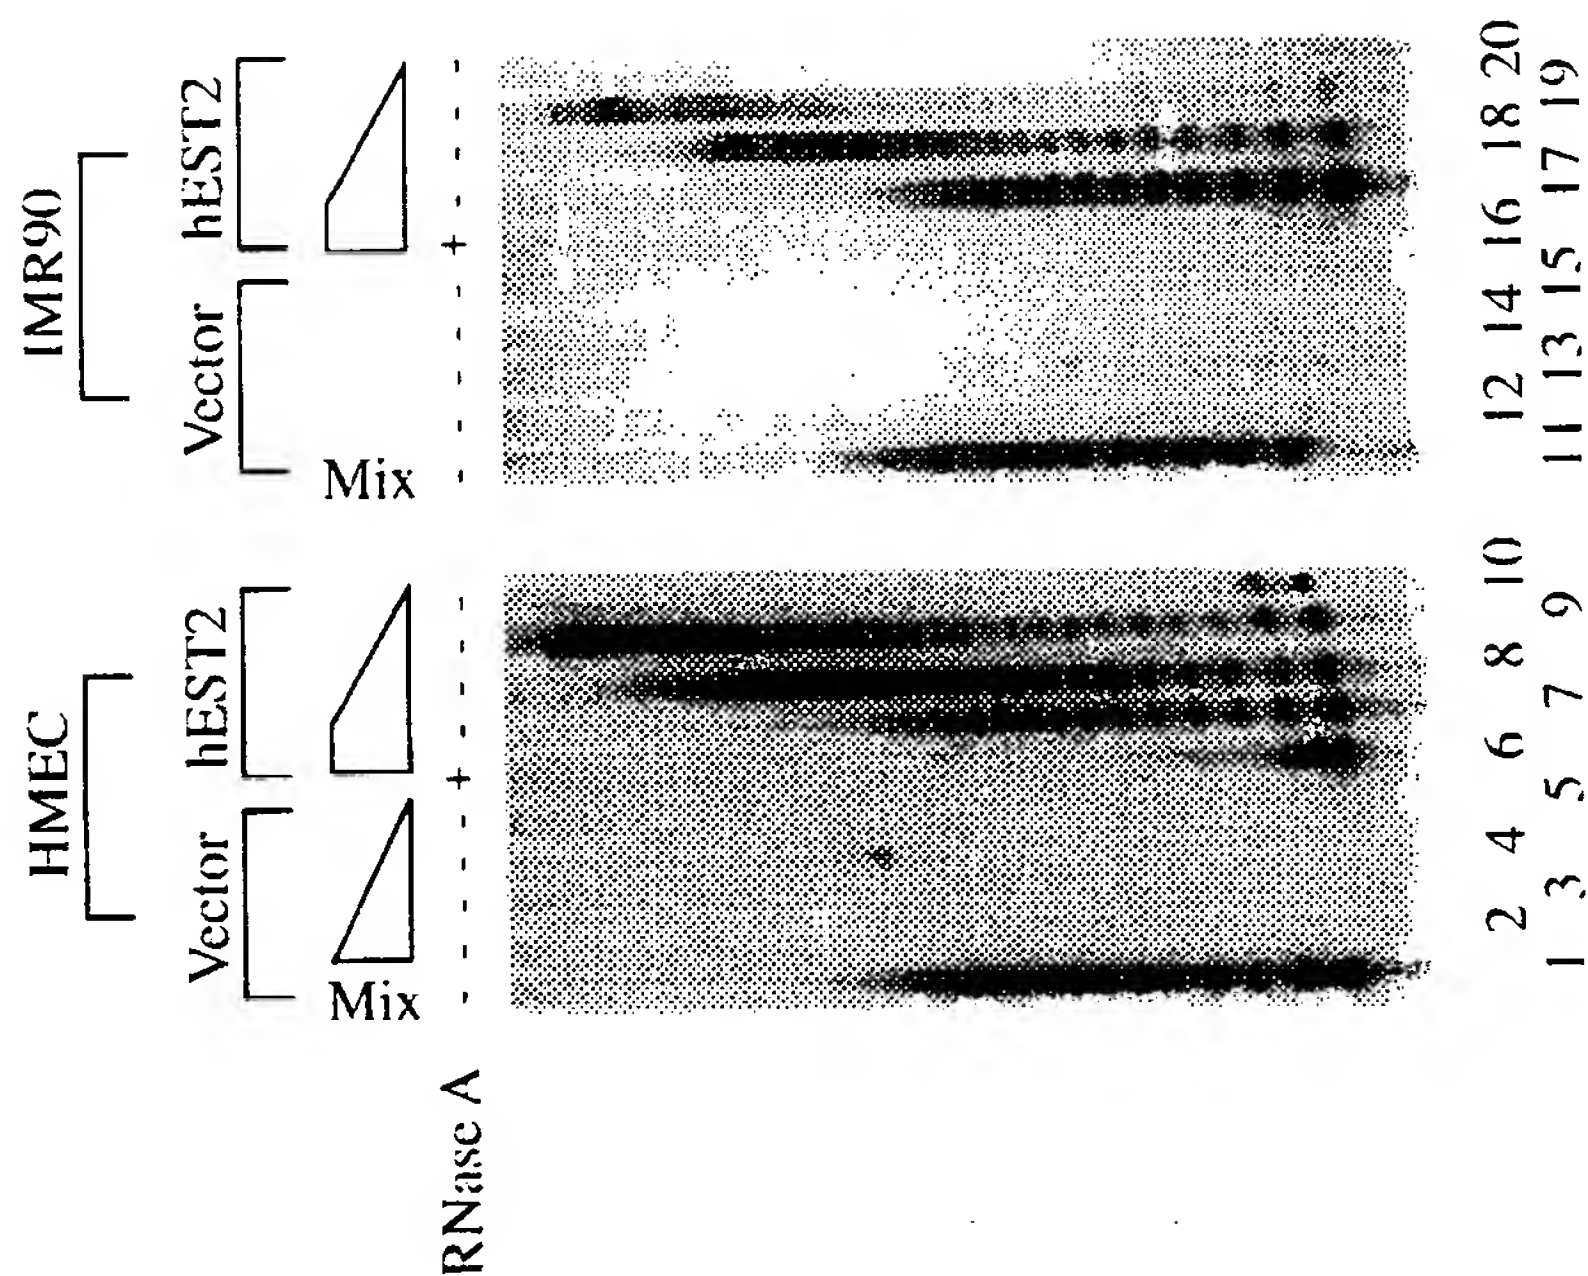 HMEC IMR90
Vector hEST2 Vector hEST2
Mix Mix
RNase A - - - - - + - - - - - - - - - + - - - -
2 4 6 8 10 12 14 16 18 20
1 3 5 7 9 11 13 15 17 19